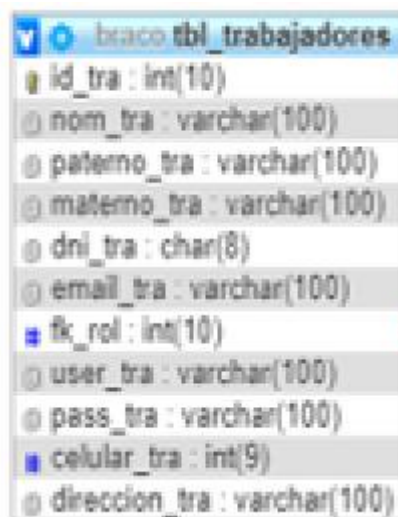 braco tbl_trabajadores
id_tra : int(10)
nom_tra : varchar(100)
paterno_tra : varchar(100)
materno_tra : varchar(100)
dni_tra : char(8)
email_tra : varchar(100)
fk_rol : int(10)
user_tra : varchar(100)
pass_tra : varchar(100)
celular_tra : int(9)
direccion_tra : varchar(100)